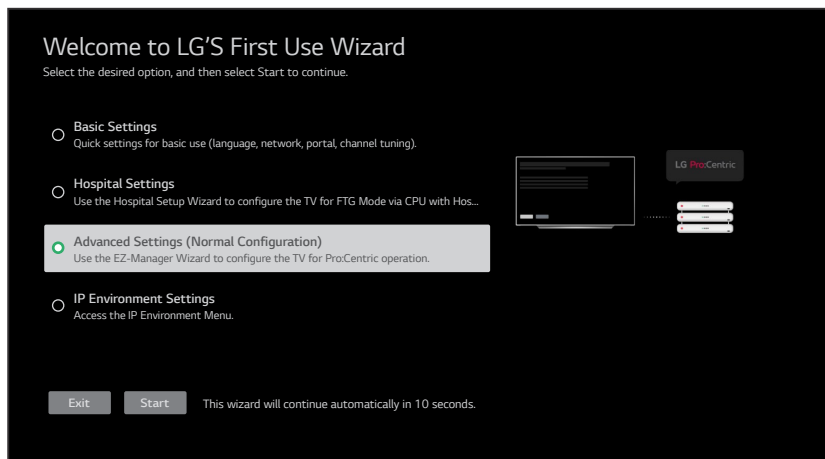 Welcome to LG'S First Use Wizard
Select the desired option, and then select Start to continue.
Basic Settings
Quick settings for basic use (language, network, portal, channel tuning).
Hospital Settings
Use the Hospital Setup Wizard to configure the TV for FTG Mode via CPU with Hos...
Advanced Settings (Normal Configuration)
Use the EZ-Manager Wizard to configure the TV for Pro:Centric operation.
IP Environment Settings
Access the IP Environment Menu.
LG Pro:Centric
Exit
Start
This wizard will continue automatically in 10 seconds.